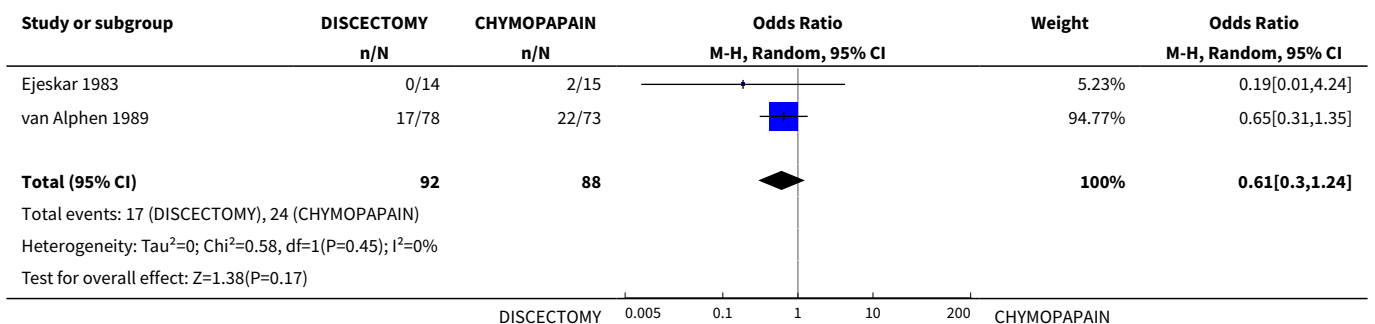 Study or subgroup DISCECTOMY CHYMOPAPAIN Odds Ratio Weight Odds Ratio
n/N n/N M-H, Random, 95% CI M-H, Random, 95% CI
Ejeskar 1983 0/14 2/15 5.23% 0.19[0.01,4.24]
van Alphen 1989 17/78 22/73 94.77% 0.65[0.31,1.35]
Total (95% CI) 92 88 100% 0.61[0.3,1.24]
Total events: 17 (DISCECTOMY), 24 (CHYMOPAPAIN)
Heterogeneity: Tau²=0; Chi²=0.58, df=1(P=0.45); I²=0%
Test for overall effect: Z=1.38(P=0.17)
DISCECTOMY 0.005 0.1 1 10 200 CHYMOPAPAIN